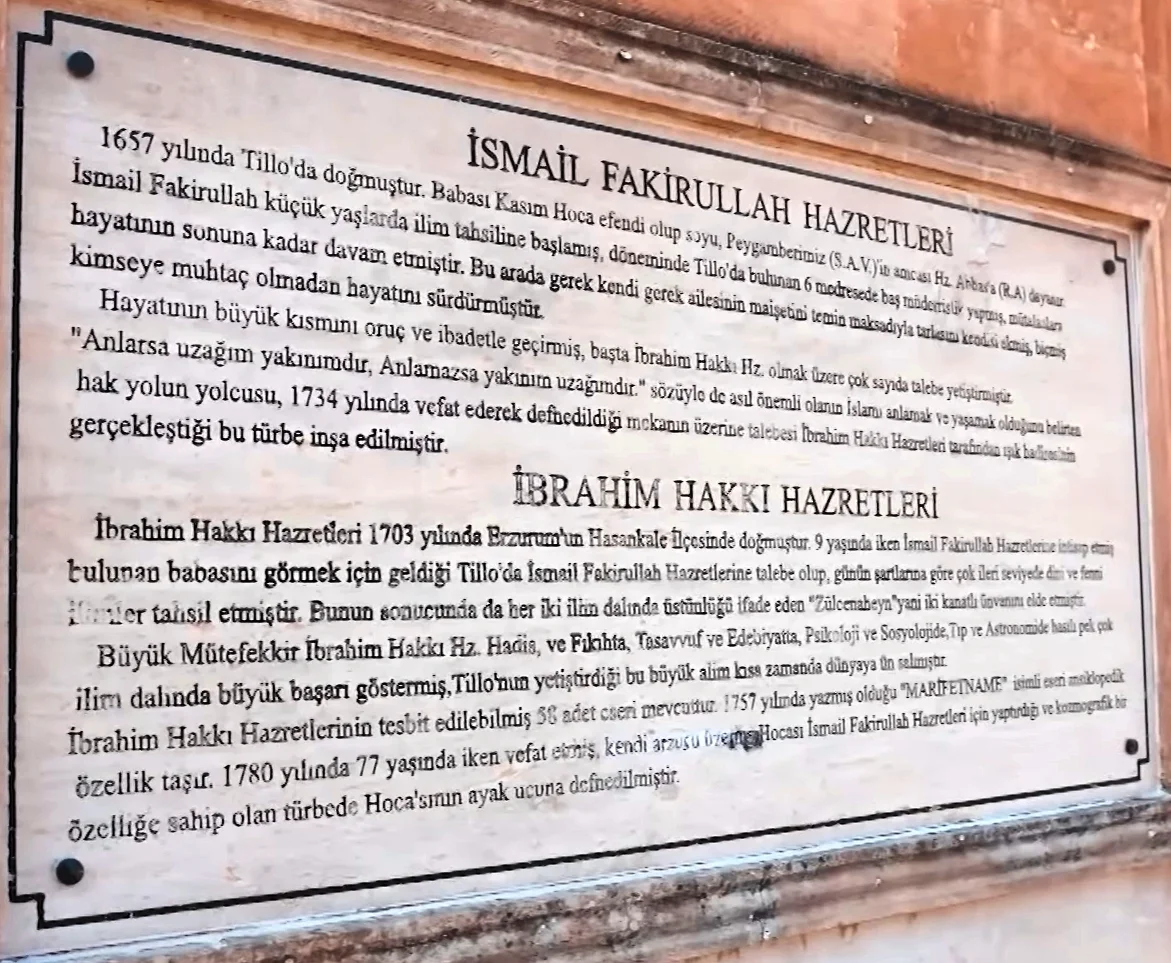 İSMAİL FAKİRULLAH HAZRETLERİ
1657 yılında Tillo'da doğmuştur. Babası Kasım Hoca efendi olup soyu, Peygamberimiz (S.A.V.)'in amcası Hz. Abbas'a (R.A) dayanır.
İsmail Fakirullah küçük yaşlarda ilim tahsiline başlamış, döneminde Tillo'da bulunan 6 medresede baş müderrislik yapmış,
hayatının sonuna kadar davam etmiştir. Bu arada gerek kendi gerek ailesinin maişetini temin maksadıyla tarlasını kendisi ekmiş, biçmiş
kimseye muhtaç olmadan hayatını sürdürmüştür.
Hayatının büyük kısmını oruç ve ibadetle geçirmiş, başta İbrahim Hakkı Hz. olmak üzere çok sayıda talebe yetiştirmiştir.
"Anlarsa uzağım yakınımdır, Anlamazsa yakınım uzağımdır." sözüyle de asıl önemli olanın İslamı anlamak ve yaşamak olduğunu belirten
hak yolun yolcusu, 1734 yılında vefat ederek defnedildiği mekanın üzerine talebesi İbrahim Hakkı Hazretleri tarafından ışık hadisesinin
gerçekleştiği bu türbe inşa edilmiştir.
İBRAHİM HAKKI HAZRETLERİ
İbrahim Hakkı Hazretleri 1703 yılında Erzurum'un Hasankale İlçesinde doğmuştur. 9 yaşında iken İsmail Fakirullah Hazretlerine intisap etmiş
bulunan babasını görmek için geldiği Tillo'da İsmail Fakirullah Hazretlerine talebe olup, günün şartlarına göre çok ileri seviyede dini ve fenni
ilimler tahsil etmiştir. Bunun sonucunda da her iki ilim dalında üstünlüğü ifade eden "Zülcenaheyn"yani iki kanatlı ünvanını elde etmiştir.
Büyük Mütefekkir İbrahim Hakkı Hz. Hadis, ve Fıkıhta, Tasavvuf ve Edebiyatta, Psikoloji ve Sosyolojide,Tıp ve Astronomide hasılı pek çok
ilim dalında büyük başarı göstermiş,Tillo'nun yetiştirdiği bu büyük alim kısa zamanda dünyaya ün salmıştır.
İbrahim Hakkı Hazretlerinin tesbit edilebilmiş adet eseri mevcuttur. 1757 yılında yazmış olduğu "MARİFETNAME" isimli eseri ansiklopedik
özellik taşır. 1780 yılında 77 yaşında iken vefat etmiş, kendi arzusu üzerine Hocası İsmail Fakirullah Hazretleri için yaptırdığı ve kozmografik bir
özelliğe sahip olan türbede Hoca'sının ayak ucuna defnedilmiştir.